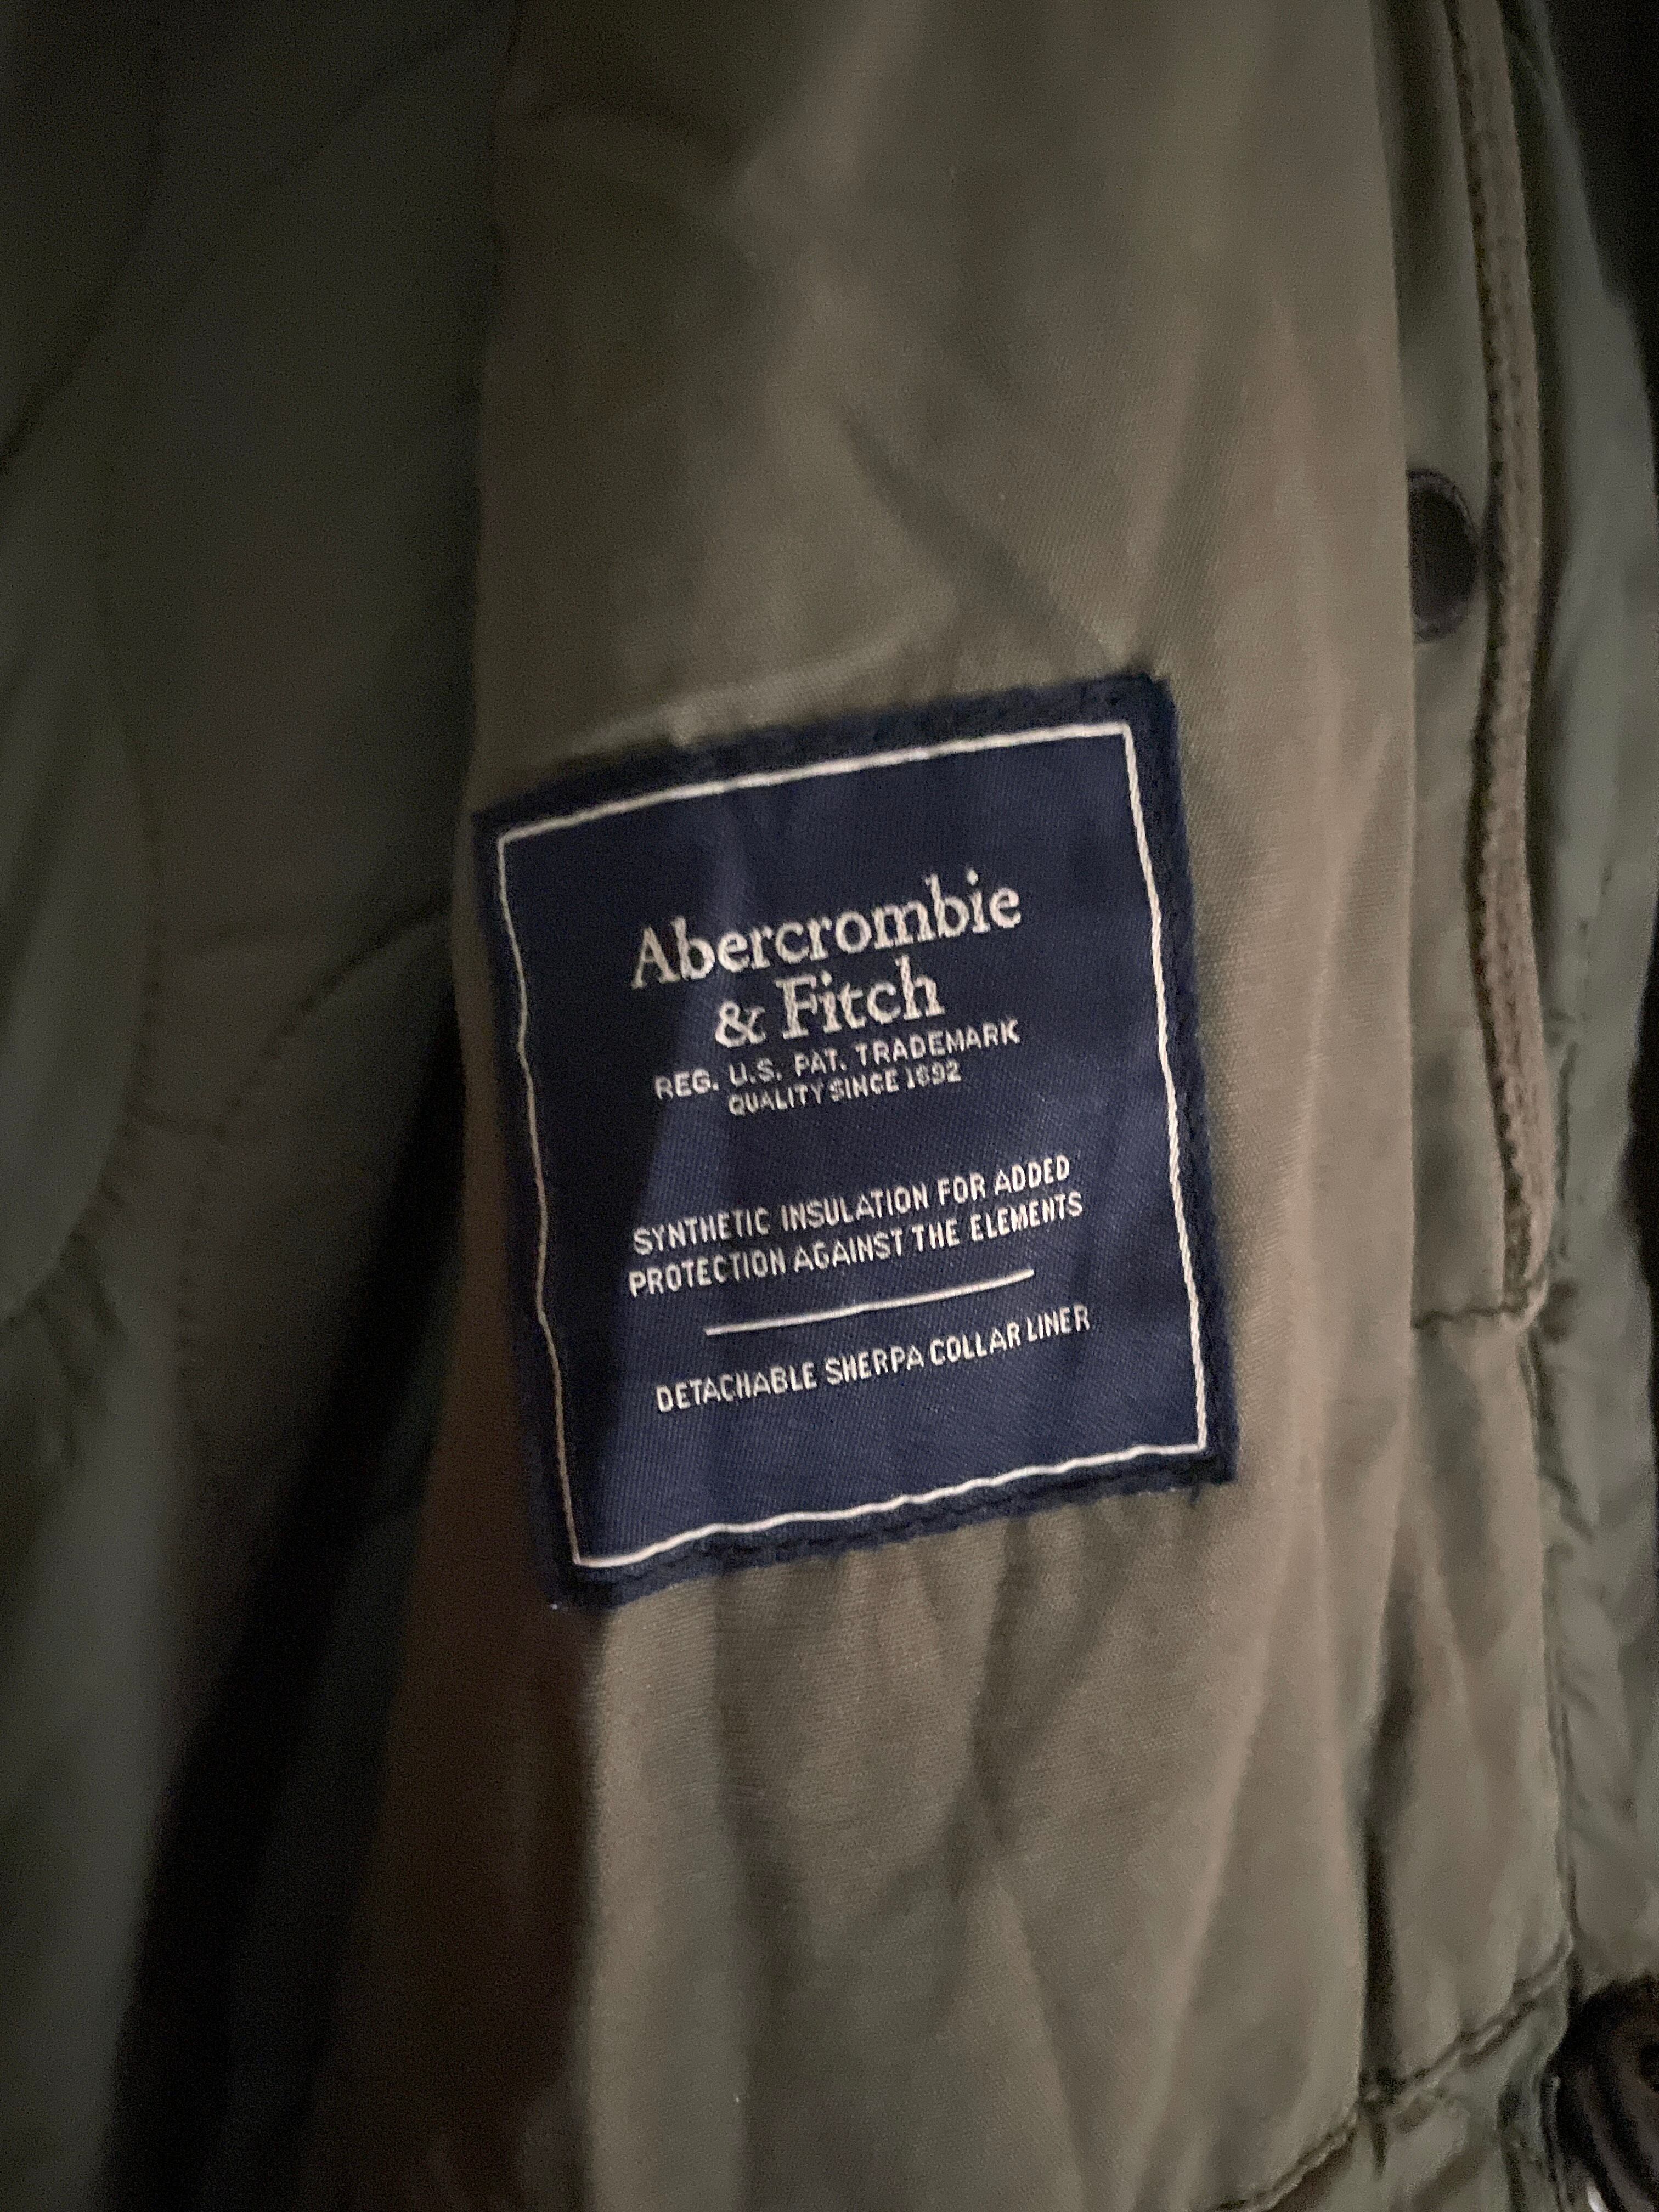 Abercrombie
& Fitch
REG. U.S. PAT. TRADEMARK
QUALITY SINCE 1892
SYNTHETIC INSULATION FOR ADDED
PROTECTION AGAINST THE ELEMENTS
DETACHABLE SHERPA COLLAR LINER